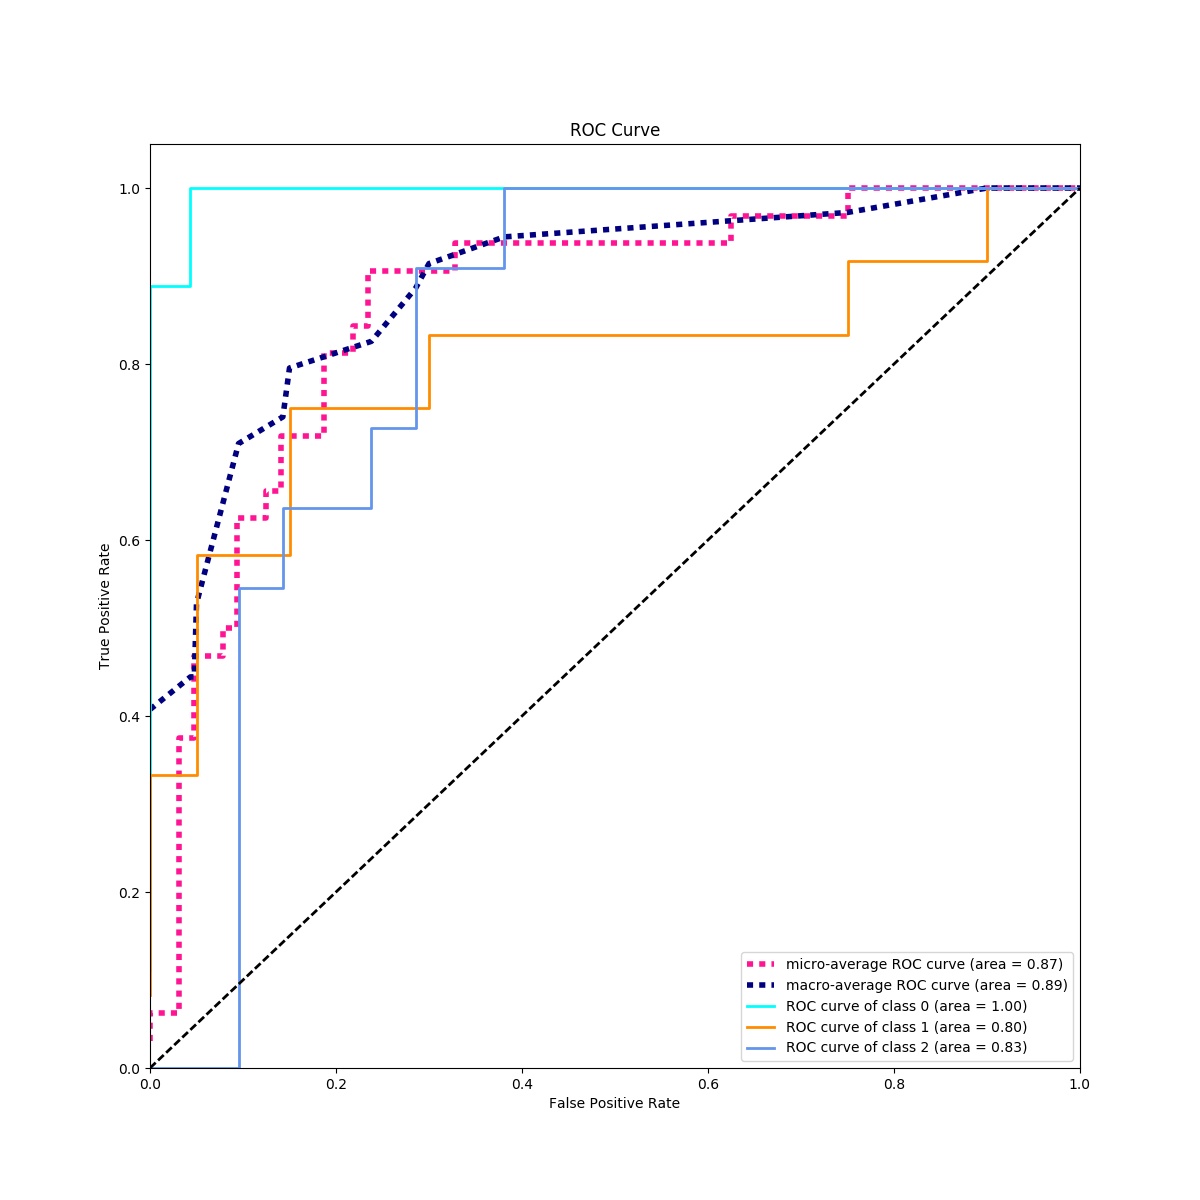 ROC Curve
1.0
0.8
0.6
0.4
0.2
0.0
True Positive Rate
0.0 0.2 0.4 0.6 0.8 1.0
False Positive Rate
micro-average ROC curve (area = 0.87)
macro-average ROC curve (area = 0.89)
ROC curve of class 0 (area = 1.00)
ROC curve of class 1 (area = 0.80)
ROC curve of class 2 (area = 0.83)